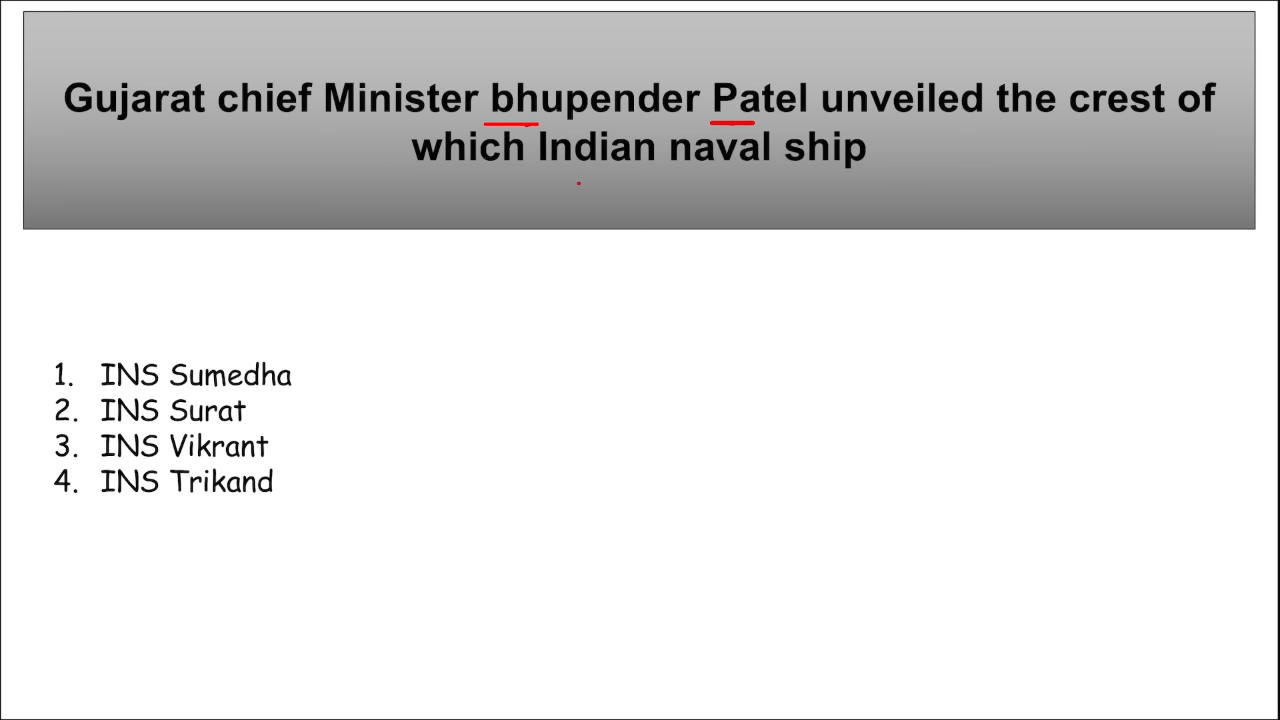 Gujarat chief Minister bhupender Patel unveiled the crest of
which Indian naval ship
1. INS Sumedha
2. INS Surat
3. INS Vikrant
4. INS Trikand